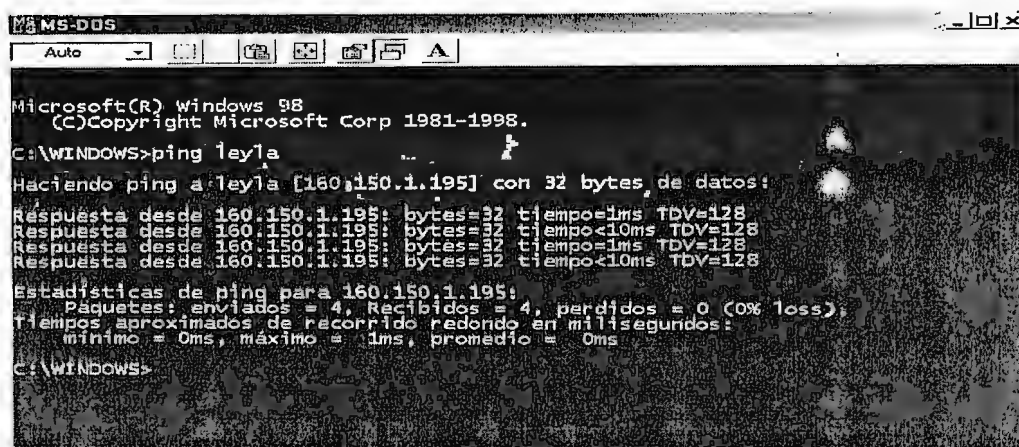 MS-DOS
Auto
A
Microsoft(R) Windows 98
(C)Copyright Microsoft Corp 1981-1998.
C:\WINDOWS>ping leyla
Haciendo ping a leyla [160.150.1.195] con 32 bytes de datos:
Respuesta desde 160.150.1.195: bytes=32 tiempo=1ms TDV=128
Respuesta desde 160.150.1.195: bytes=32 tiempo<10ms TDV=128
Respuesta desde 160.150.1.195: bytes=32 tiempo=1ms TDV=128
Respuesta desde 160.150.1.195: bytes=32 tiempo<10ms TDV=128
Estadísticas de ping para 160.150.1.195:
Paquetes: enviados = 4, Recibidos = 4, perdidos = 0 (0% loss),
Tiempos aproximados de recorrido redondo en milisegundos:
mínimo = 0ms, máximo = 1ms, promedio = 0ms
C:\WINDOWS>